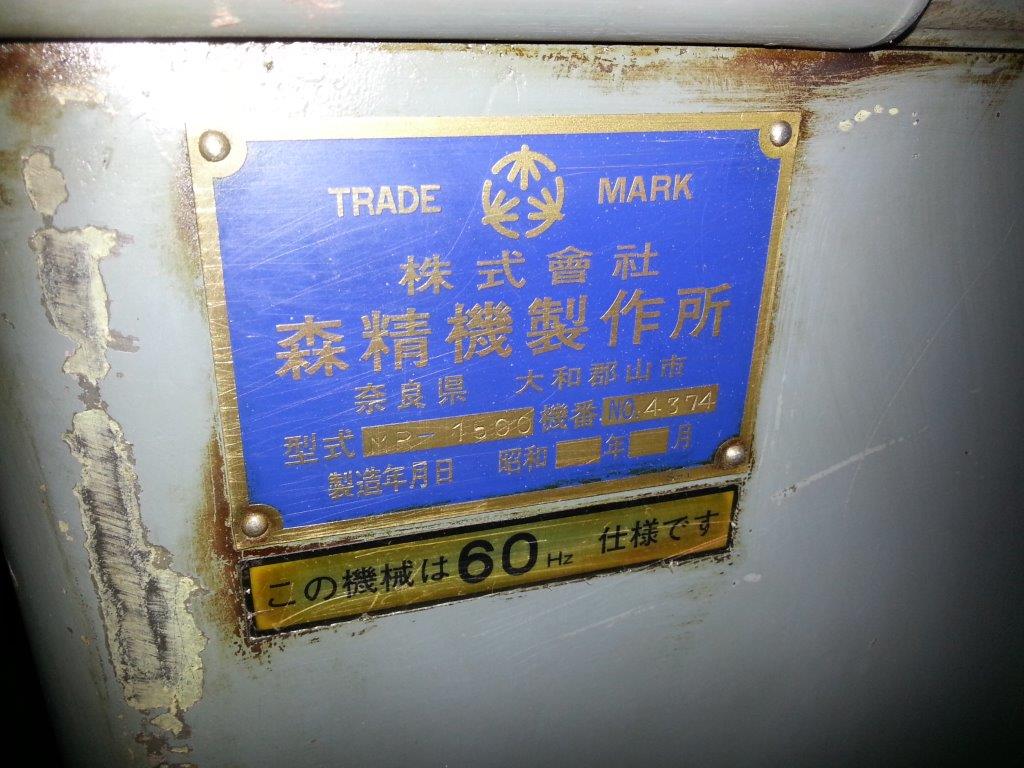 TRADE MARK
株式會社
森精機製作所
奈良県 大和郡山市
型式 MR-1500 機番 NO.4374
製造年月日 昭和 年 月
この機械は60Hz 仕様です